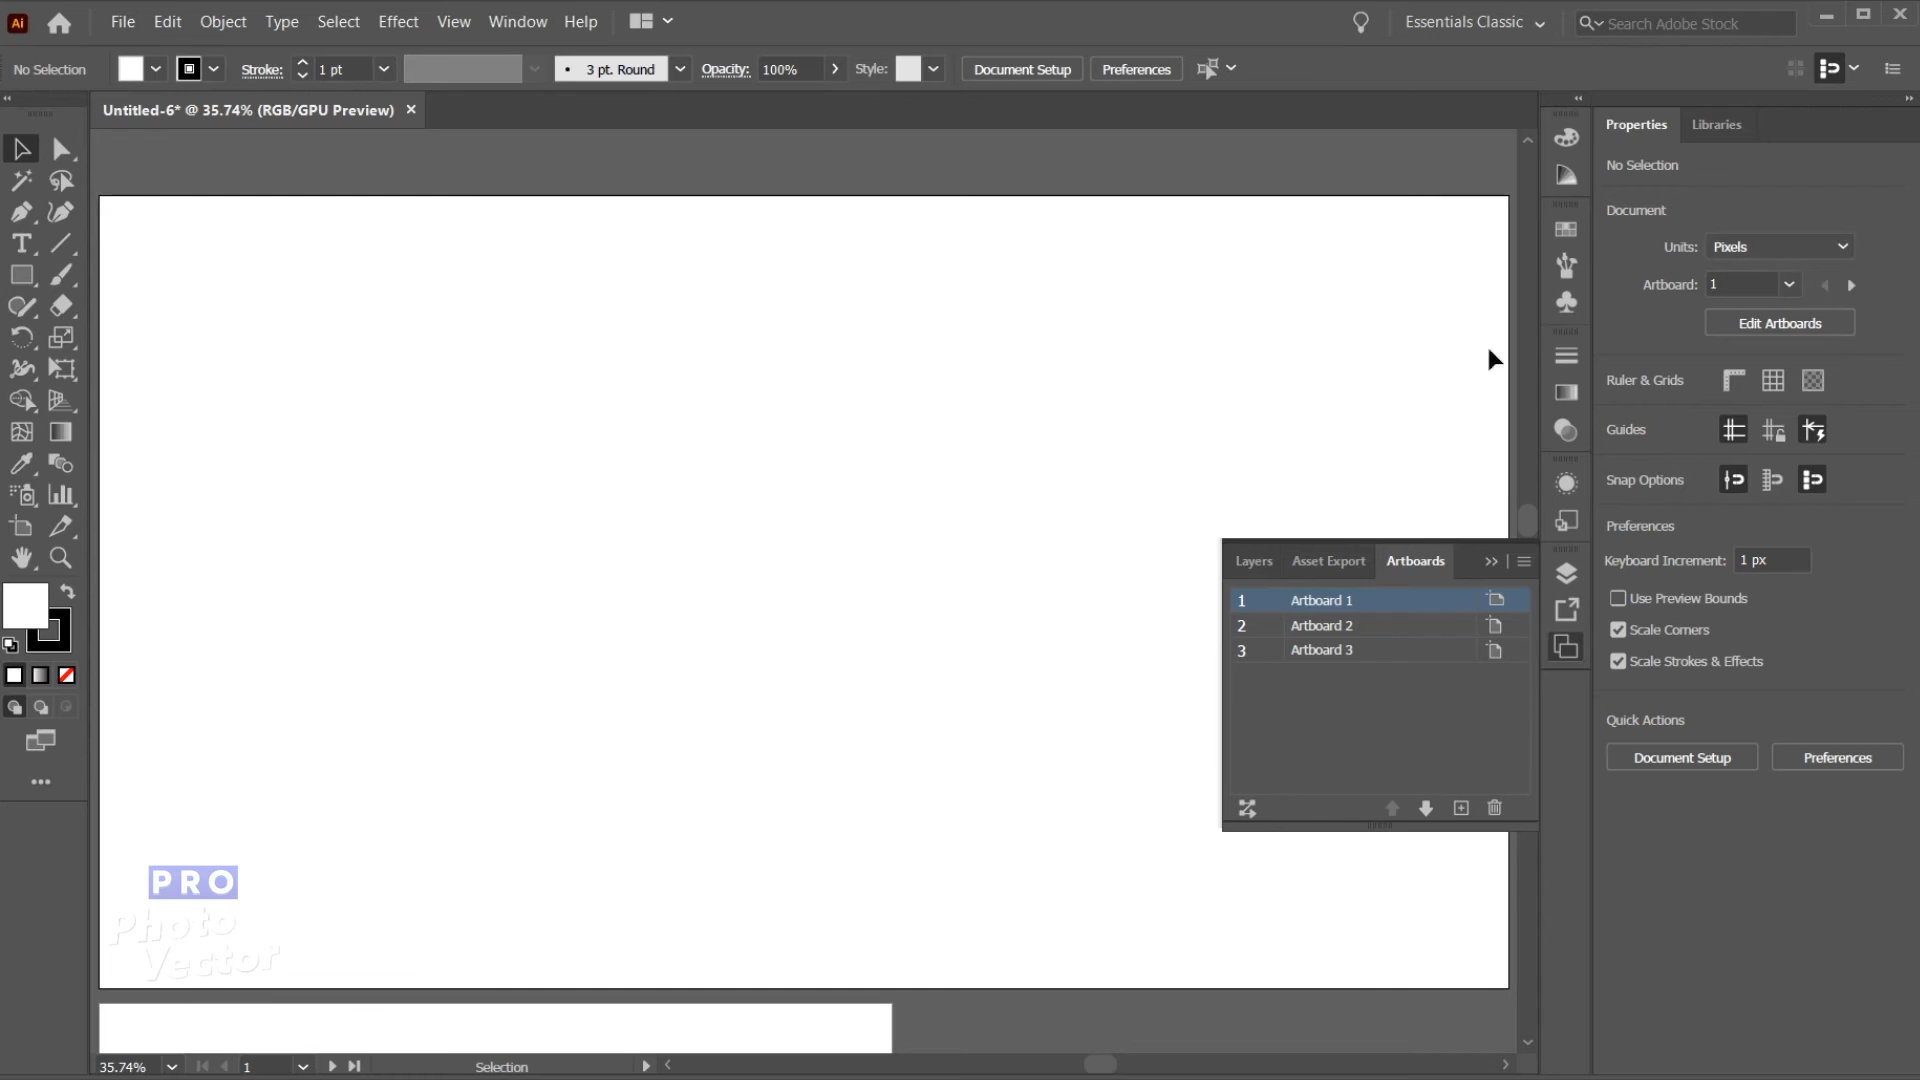 Ai File Edit Object Type Select Effect View Window Help Essentials Classic Search Adobe Stock
No Selection Stroke: 1 pt 3 pt. Round Opacity: 100% Style: Document Setup Preferences
Untitled-6* @ 35.74% (RGB/GPU Preview)
Properties Libraries
No Selection
Document
Units: Pixels
Artboard: 1
Edit Artboards
Ruler & Grids
Guides
Snap Options
Preferences
Keyboard Increment: 1 px
Use Preview Bounds
Scale Corners
Scale Strokes & Effects
Quick Actions
Document Setup Preferences
Layers Asset Export Artboards
1 Artboard 1
2 Artboard 2
3 Artboard 3
PRO
Photo
Vector
35.74% 1 Selection